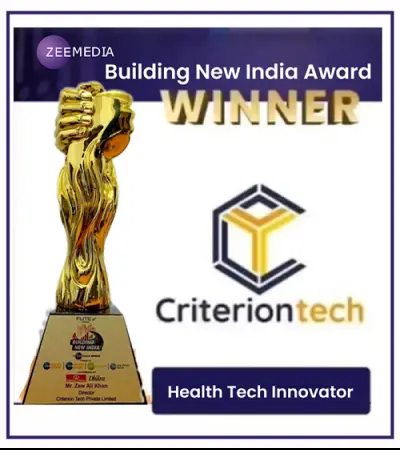 ZEEMEDIA
Building New India Award
WINNER
Criteriontech
ELITE
BUILDING
NEW INDIA
Mr. Zaw Ali Khan
Director
Criterion Tech Private Limited
Health Tech Innovator